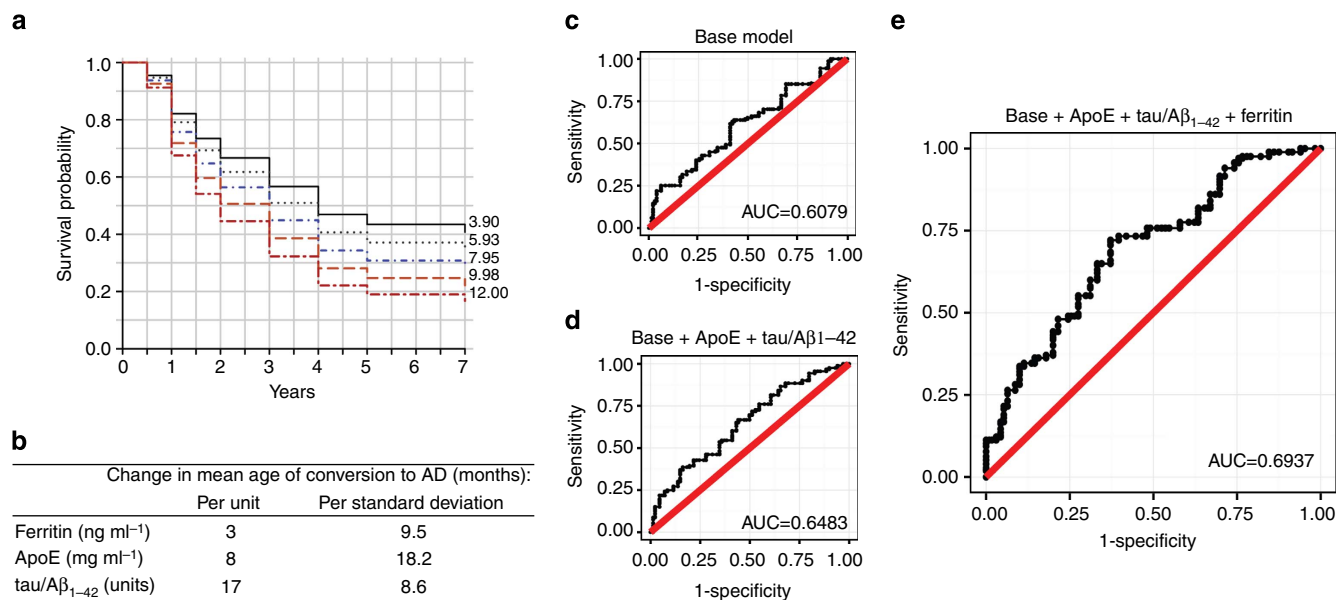 a
1.0
0.8
0.6
0.4
0.2
0.0
Survival probability
3.90
5.93
7.95
9.98
12.00
0 1 2 3 4 5 6 7
Years
b
Change in mean age of conversion to AD (months):
Per unit Per standard deviation
Ferritin (ng ml⁻¹) 3 9.5
ApoE (mg ml⁻¹) 8 18.2
tau/Aβ₁₋₄₂ (units) 17 8.6
c
Base model
1.00
0.75
0.50
0.25
0.00
Sensitivity
AUC=0.6079
0.00 0.25 0.50 0.75 1.00
1-specificity
d
Base + ApoE + tau/Aβ1–42
1.00
0.75
0.50
0.25
0.00
Sensitivity
AUC=0.6483
0.00 0.25 0.50 0.75 1.00
1-specificity
e
Base + ApoE + tau/Aβ₁₋₄₂ + ferritin
1.00
0.75
0.50
0.25
0.00
Sensitivity
AUC=0.6937
0.00 0.25 0.50 0.75 1.00
1-specificity